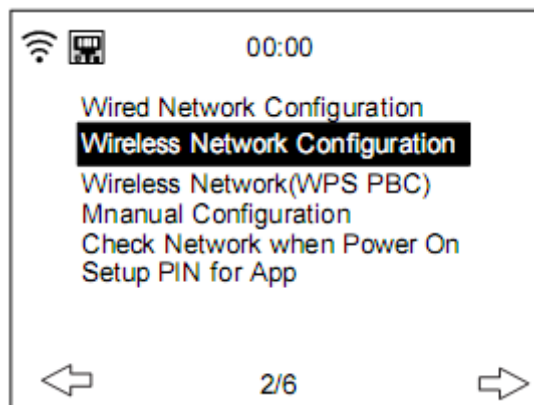 00:00
Wired Network Configuration
Wireless Network Configuration
Wireless Network(WPS PBC)
Mnanual Configuration
Check Network when Power On
Setup PIN for App
2/6